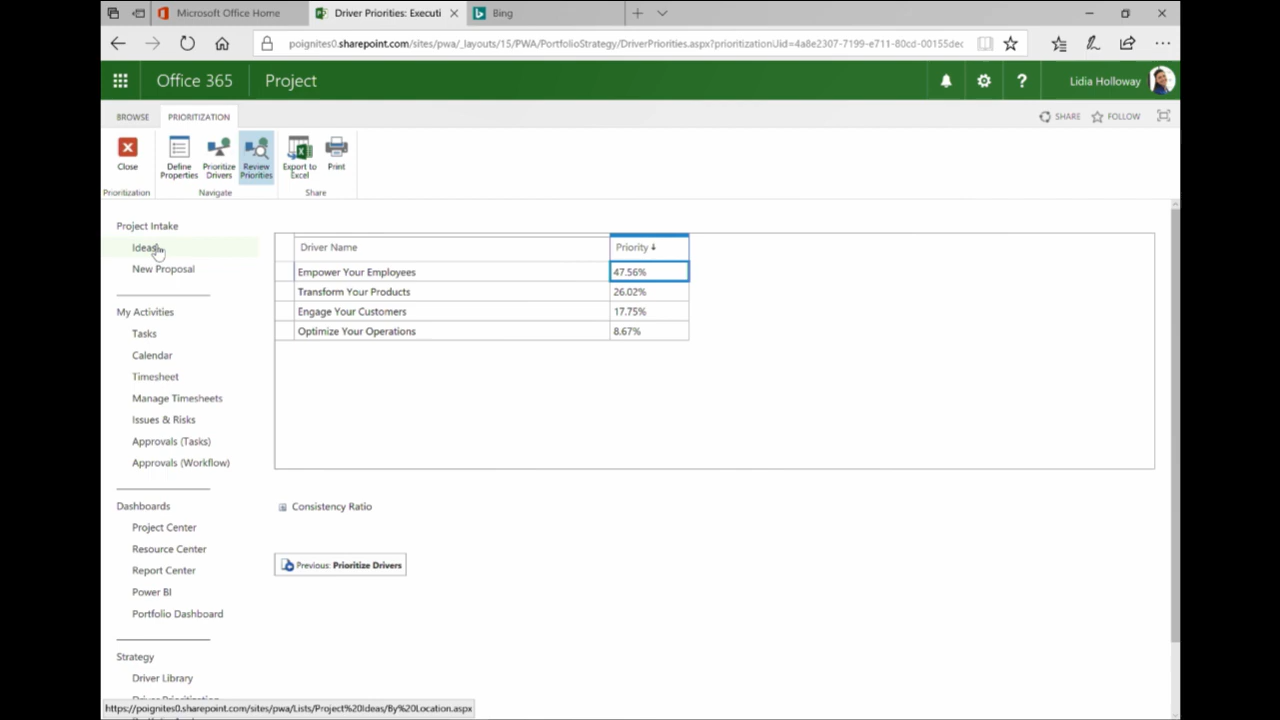 Microsoft Office Home
Driver Priorities: Executi
Bing
poignites0.sharepoint.com/sites/pwa/_layouts/15/PWA/PortfolioStrategy/DriverPriorities.aspx?prioritizationUid=4a8e2307-7199-e711-80cd-00155dec
Office 365
Project
?
Lidia Holloway
BROWSE
PRIORITIZATION
SHARE
FOLLOW
Close
Define Properties
Prioritize Drivers
Review Priorities
Export to Excel
Print
Prioritization
Navigate
Share
Project Intake
Ideas
New Proposal
My Activities
Tasks
Calendar
Timesheet
Manage Timesheets
Issues & Risks
Approvals (Tasks)
Approvals (Workflow)
Dashboards
Project Center
Resource Center
Report Center
Power BI
Portfolio Dashboard
Strategy
Driver Library
Driver Name Priority
Empower Your Employees 47.56%
Transform Your Products 26.02%
Engage Your Customers 17.75%
Optimize Your Operations 8.67%
Consistency Ratio
Previous: Prioritize Drivers
https://poignites0.sharepoint.com/sites/pwa/Lists/Project%20Ideas/By%20Location.aspx